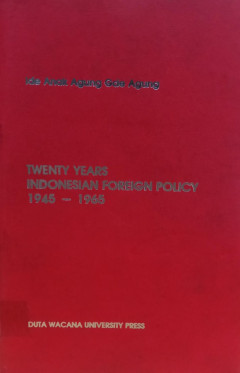 Ide Anak Agung Gde Agung
TWENTY YEARS
INDONESIAN FOREIGN POLICY
1945 - 1965
DUTA WACANA UNIVERSITY PRESS